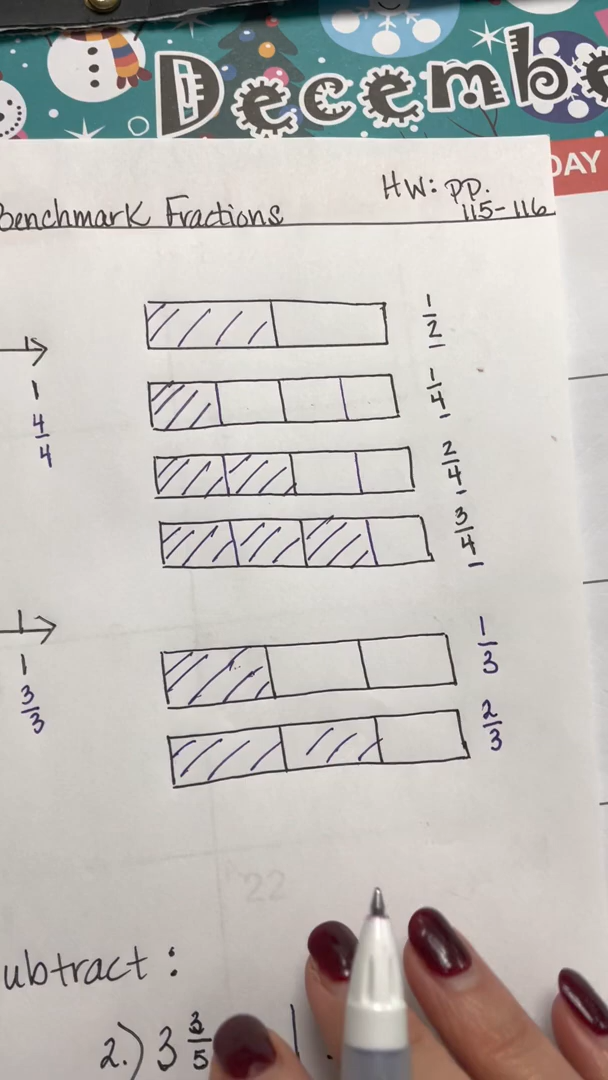 Decembe
DAY
HW: pp.
115-116
Benchmark Fractions
1/2
1/4
1
4/4
2/4
3/4
1/3
1
3/3
2/3
22
ubtract:
2.) 3 3/5